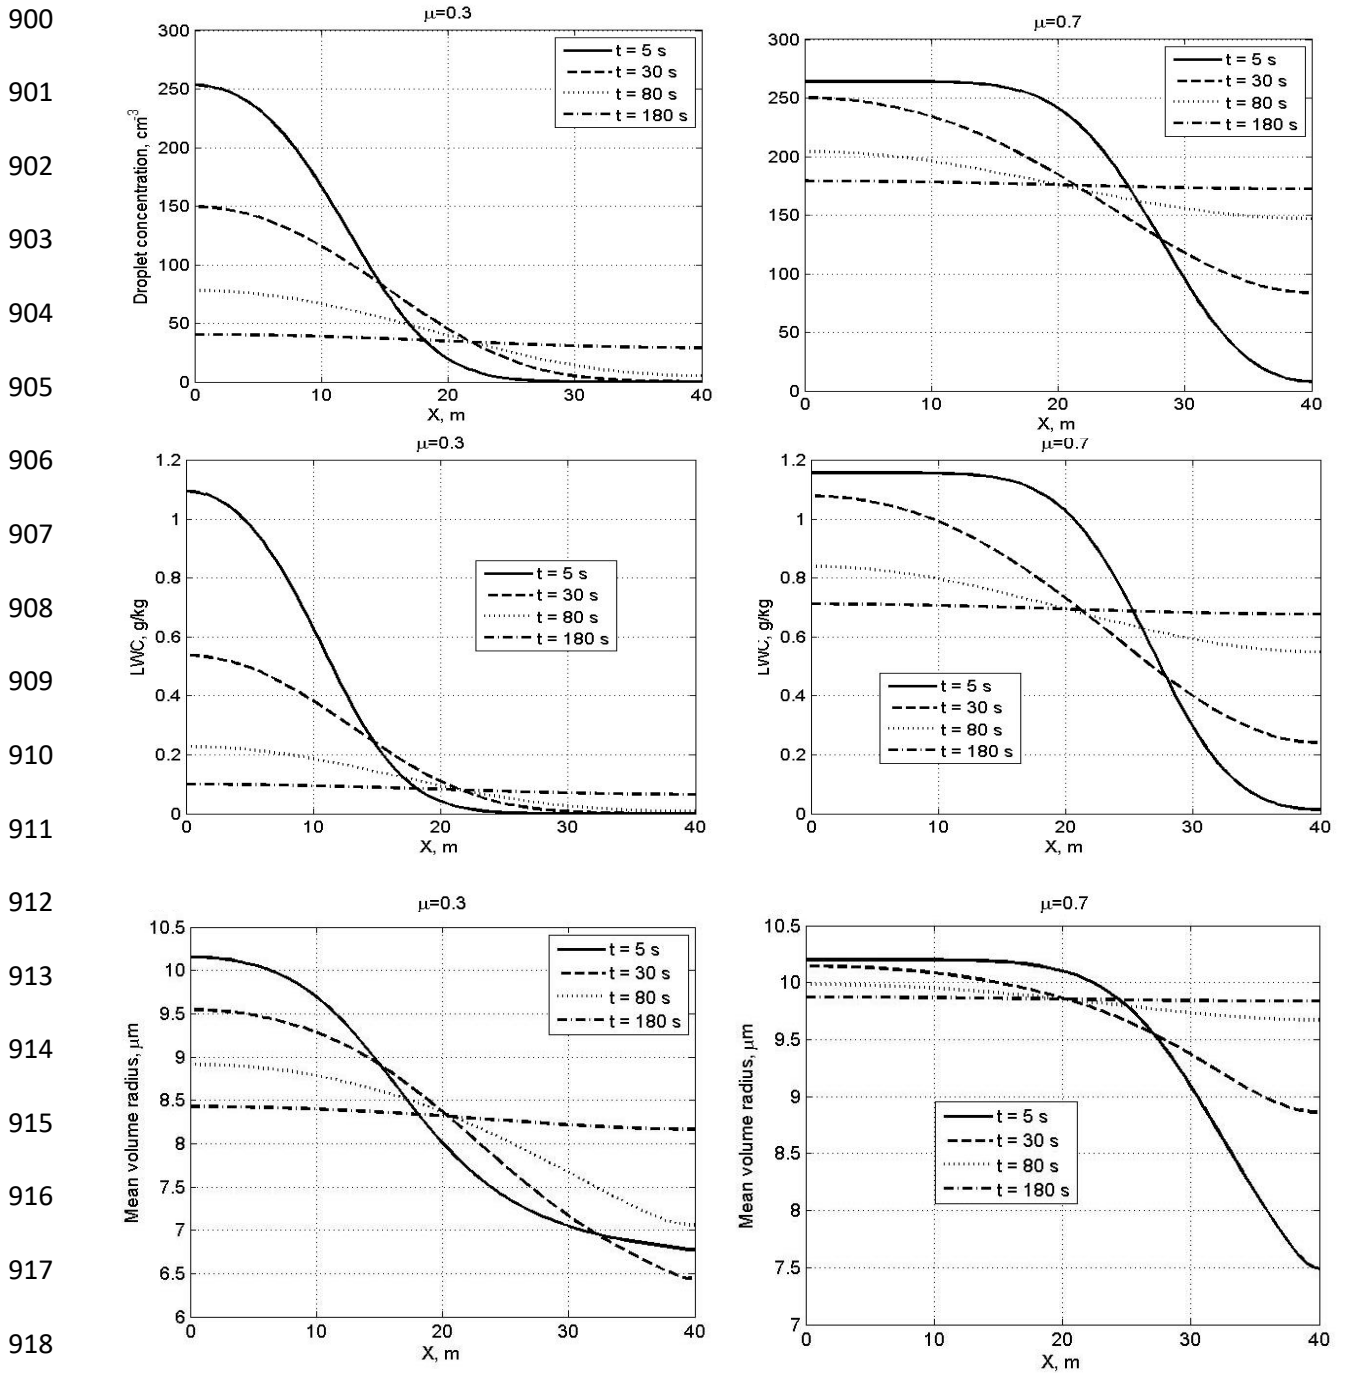 900
901
902
903
904
905
906
907
908
909
910
911
912
913
914
915
916
917
918
μ=0.3
Droplet concentration, cm-3
300
250
200
150
100
50
0
0 10 20 30 40
X, m
t = 5 s
t = 30 s
t = 80 s
t = 180 s
μ=0.7
300
250
200
150
100
50
0
0 10 20 30 40
X, m
t = 5 s
t = 30 s
t = 80 s
t = 180 s
μ=0.3
LWC, g/kg
1.2
1
0.8
0.6
0.4
0.2
0
0 10 20 30 40
X, m
t = 5 s
t = 30 s
t = 80 s
t = 180 s
μ=0.7
LWC, g/kg
1.2
1
0.8
0.6
0.4
0.2
0
0 10 20 30 40
X, m
t = 5 s
t = 30 s
t = 80 s
t = 180 s
μ=0.3
Mean volume radius, μm
10.5
10
9.5
9
8.5
8
7.5
7
6.5
6
0 10 20 30 40
X, m
t = 5 s
t = 30 s
t = 80 s
t = 180 s
μ=0.7
Mean volume radius, μm
10.5
10
9.5
9
8.5
8
7.5
7
0 10 20 30 40
X, m
t = 5 s
t = 30 s
t = 80 s
t = 180 s